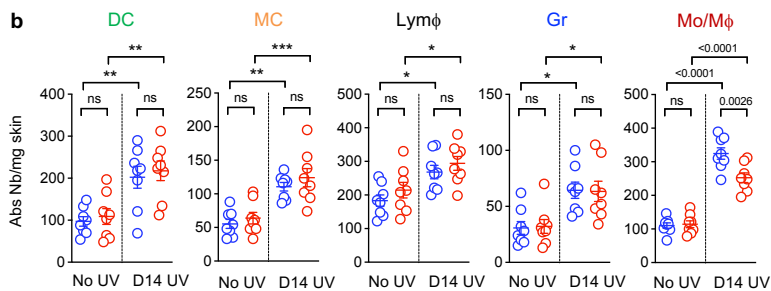 b
DC MC Lymϕ Gr Mo/Mϕ
** *** * * <0.0001
** ** * * <0.0001
ns ns ns ns ns ns ns ns ns 0.0026
Abs Nb/mg skin
400 250 500 150 500
300 200 400 400
200 150 300 100 300
100 100 200 50 200
0 50 100 0 100
0 0 0
No UV D14 UV No UV D14 UV No UV D14 UV No UV D14 UV No UV D14 UV